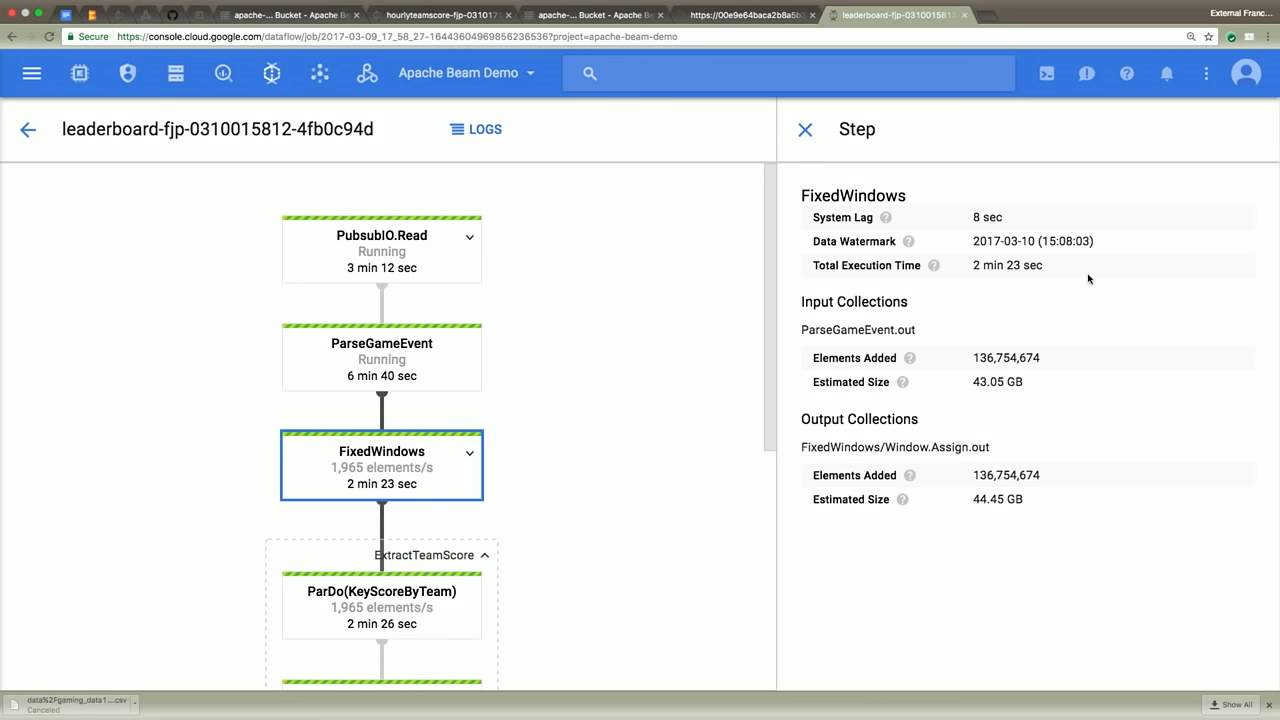 apache-... Bucket - Apache Be
hourlyteamscore-fjp-0310171
apache-... Bucket - Apache Be
https://00e9e64baca2b8a5b3
leaderboard-fjp-0310015812
External Franc...
Secure
https://console.cloud.google.com/dataflow/job/2017-03-09_17_58_27-16443604969856236536?project=apache-beam-demo
Apache Beam Demo
leaderboard-fjp-0310015812-4fb0c94d
LOGS
PubsubIO.Read
Running
3 min 12 sec
ParseGameEvent
Running
6 min 40 sec
FixedWindows
1,965 elements/s
2 min 23 sec
ExtractTeamScore
ParDo(KeyScoreByTeam)
1,965 elements/s
2 min 26 sec
Step
FixedWindows
System Lag ? 8 sec
Data Watermark ? 2017-03-10 (15:08:03)
Total Execution Time ? 2 min 23 sec
Input Collections
ParseGameEvent.out
Elements Added ? 136,754,674
Estimated Size ? 43.05 GB
Output Collections
FixedWindows/Window.Assign.out
Elements Added ? 136,754,674
Estimated Size ? 44.45 GB
data%2Fgaming_data1....csv
Canceled
Show All